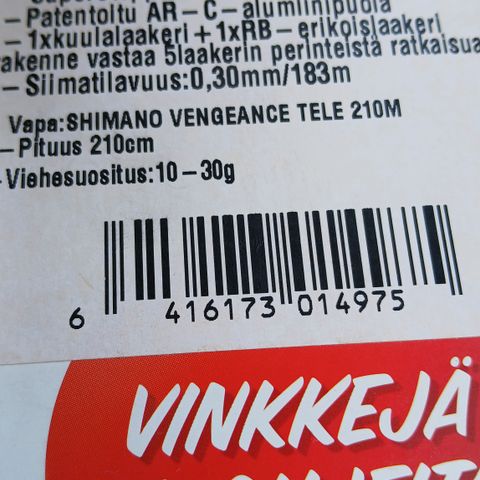 – Patentoitu AR – C – alumiinipuola
– 1xkuulalaakeri + 1xRB – erikoislaakeri
rakenne vastaa 5laakerin perinteistä ratkaisua
– Siimatilavuus:0,30mm/183m
Vapa:SHIMANO VENGEANCE TELE 210M
– Pituus 210cm
– Viehesuositus:10 – 30g
6 416173 014975
VINKKEJÄ